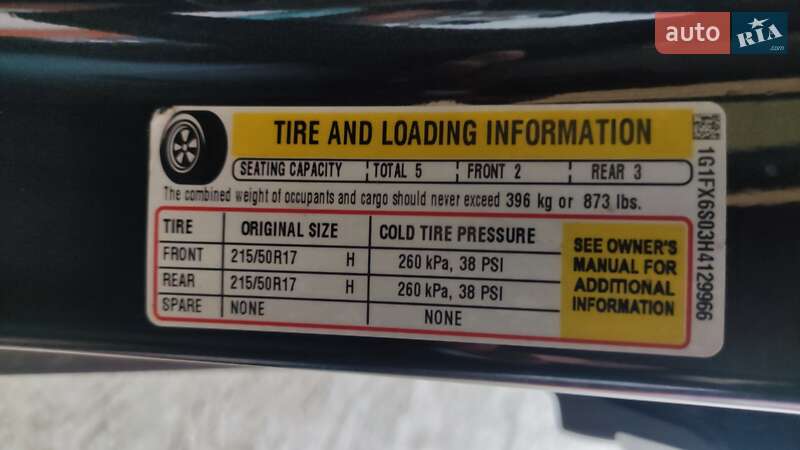 auto RIA .com
TIRE AND LOADING INFORMATION
SEATING CAPACITY TOTAL 5 FRONT 2 REAR 3
The combined weight of occupants and cargo should never exceed 396 kg or 873 lbs.
TIRE ORIGINAL SIZE COLD TIRE PRESSURE
FRONT 215/50R17 H 260 kPa, 38 PSI
REAR 215/50R17 H 260 kPa, 38 PSI
SPARE NONE NONE
SEE OWNER'S
MANUAL FOR
ADDITIONAL
INFORMATION
1G1FX6S03H4129966